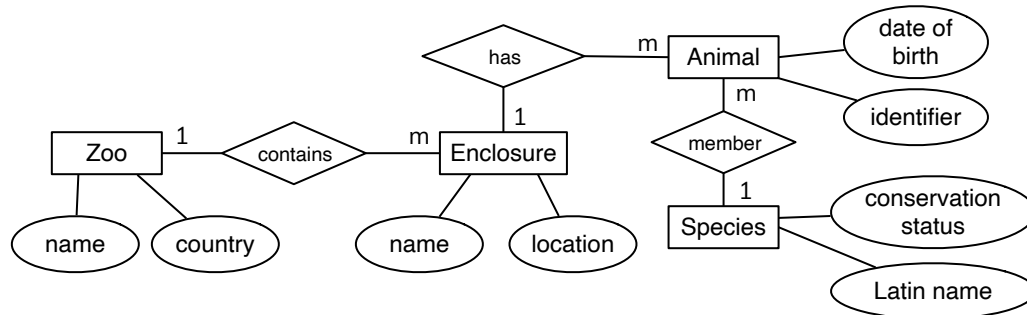 date of
birth
has
m
Animal
identifier
m
1
1
m
Zoo
contains
Enclosure
member
1
conservation
status
name
country
name
location
Species
Latin name